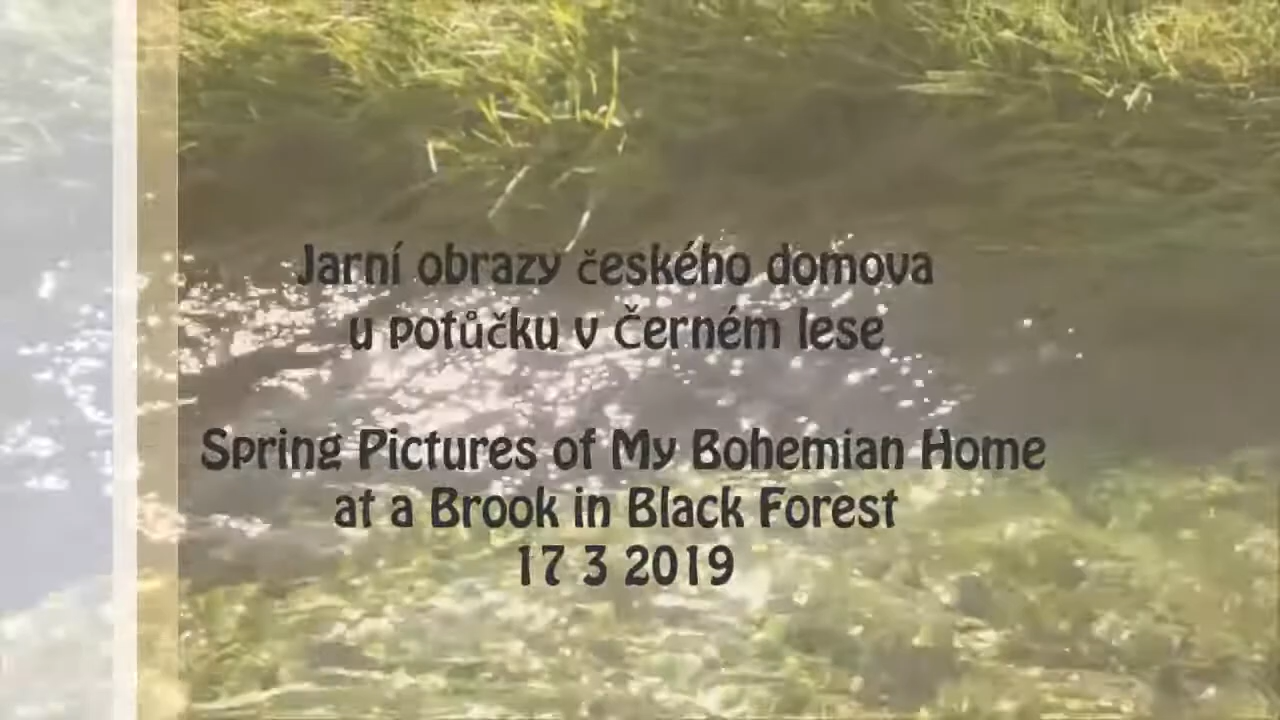 Jarní obrazy českého domova
u potůčku v Černém lese
Spring Pictures of My Bohemian Home
at a Brook in Black Forest
17 3 2019